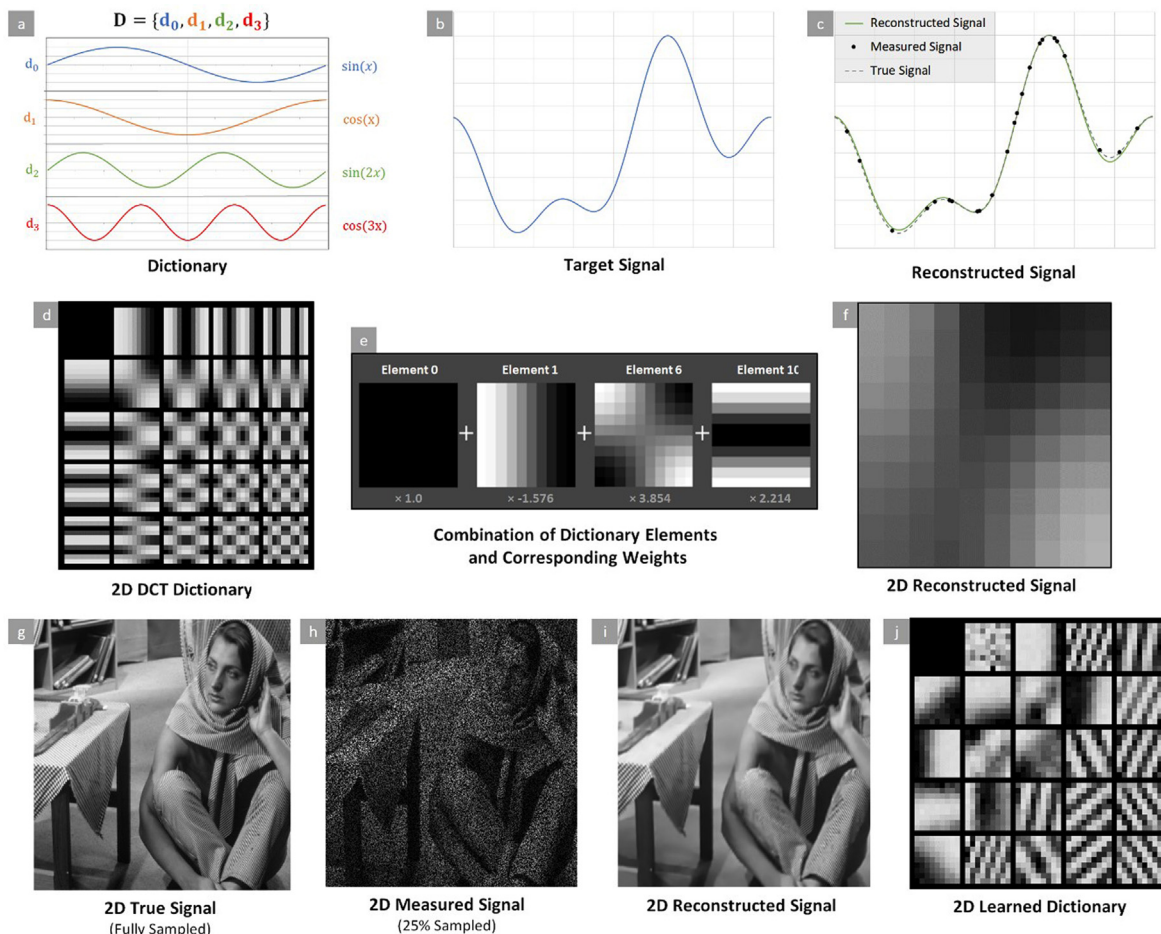 a
D = {d0, d1, d2, d3}
d0
sin(x)
d1
cos(x)
d2
sin(2x)
d3
cos(3x)
Dictionary
b
Target Signal
c
Reconstructed Signal
Measured Signal
True Signal
Reconstructed Signal
d
2D DCT Dictionary
e
Element 0
Element 1
Element 6
Element 10
+
+
+
× 1.0
× -1.576
× 3.854
× 2.214
Combination of Dictionary Elements
and Corresponding Weights
f
2D Reconstructed Signal
g
2D True Signal
(Fully Sampled)
h
2D Measured Signal
(25% Sampled)
i
2D Reconstructed Signal
j
2D Learned Dictionary